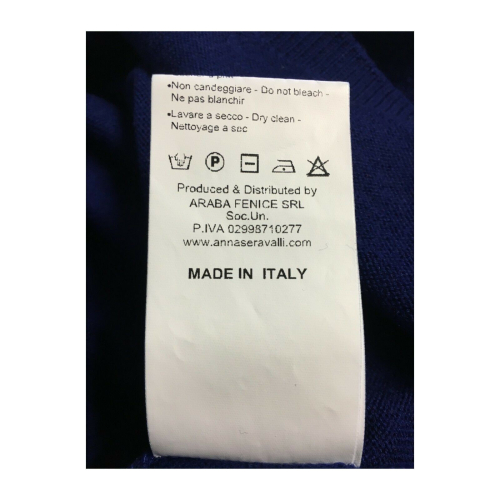 •Non candeggiare - Do not bleach -
Ne pas blanchir
•Lavare a secco - Dry clean -
Nettoyage a sec
P
Produced & Distributed by
ARABA FENICE SRL
Soc.Un.
P.IVA 02998710277
www.annaseravalli.com
MADE IN ITALY